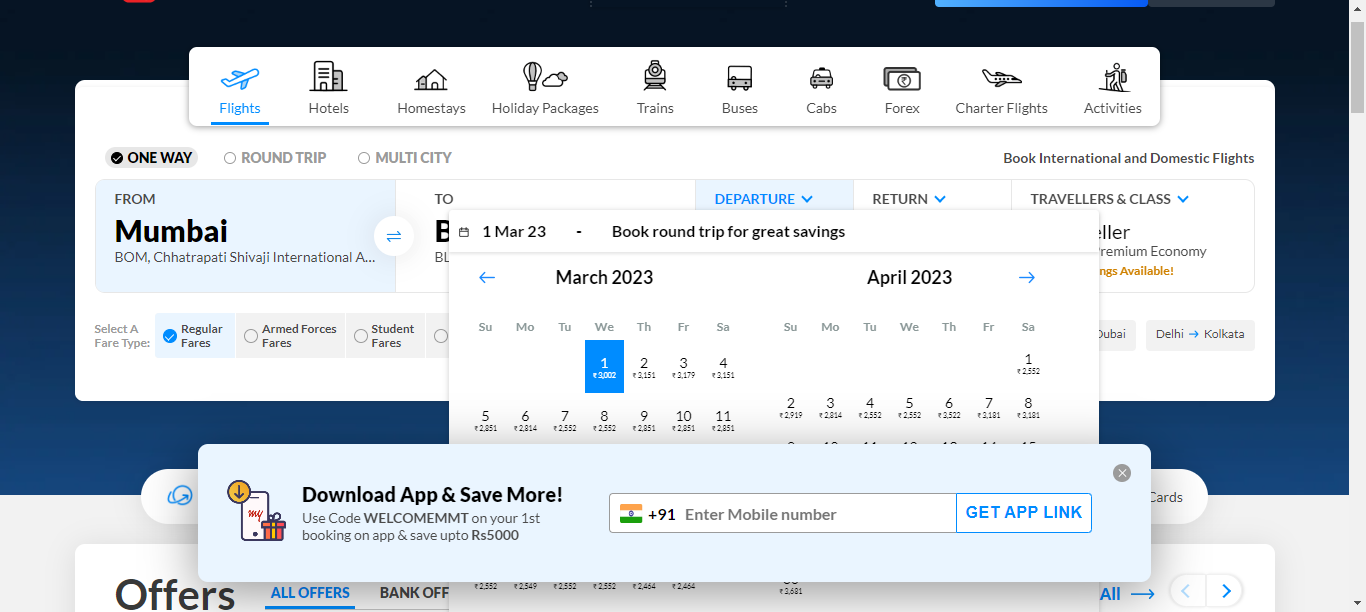 Flights
Hotels
Homestays
Holiday Packages
Trains
Buses
Cabs
Forex
Charter Flights
Activities
ONE WAY
ROUND TRIP
MULTI CITY
Book International and Domestic Flights
FROM
Mumbai
BOM, Chhatrapati Shivaji International A...
TO
DEPARTURE
RETURN
TRAVELLERS & CLASS
1 Mar 23 - Book round trip for great savings
Premium Economy
Available!
Select A
Fare Type:
Regular
Fares
Armed Forces
Fares
Student
Fares
Dubai
Delhi → Kolkata
March 2023
Su Mo Tu We Th Fr Sa
1 2 3 4
₹ 3,002 ₹ 3,151 ₹ 3,179 ₹ 3,151
5 6 7 8 9 10 11
₹ 2,851 ₹ 2,814 ₹ 2,552 ₹ 2,552 ₹ 2,851 ₹ 2,851 ₹ 2,851
April 2023
Su Mo Tu We Th Fr Sa
1
₹ 2,552
2 3 4 5 6 7 8
₹ 2,919 ₹ 3,814 ₹ 2,552 ₹ 2,552 ₹ 3,522 ₹ 3,181 ₹ 3,181
my
Download App & Save More!
Use Code WELCOMEMMT on your 1st
booking on app & save upto Rs5000
+91 Enter Mobile number
GET APP LINK
Cards
₹ 2,552 ₹ 2,549 ₹ 2,552 ₹ 2,552 ₹ 2,464 ₹ 2,464
₹ 3,681
Offers
ALL OFFERS
BANK OFF
All →